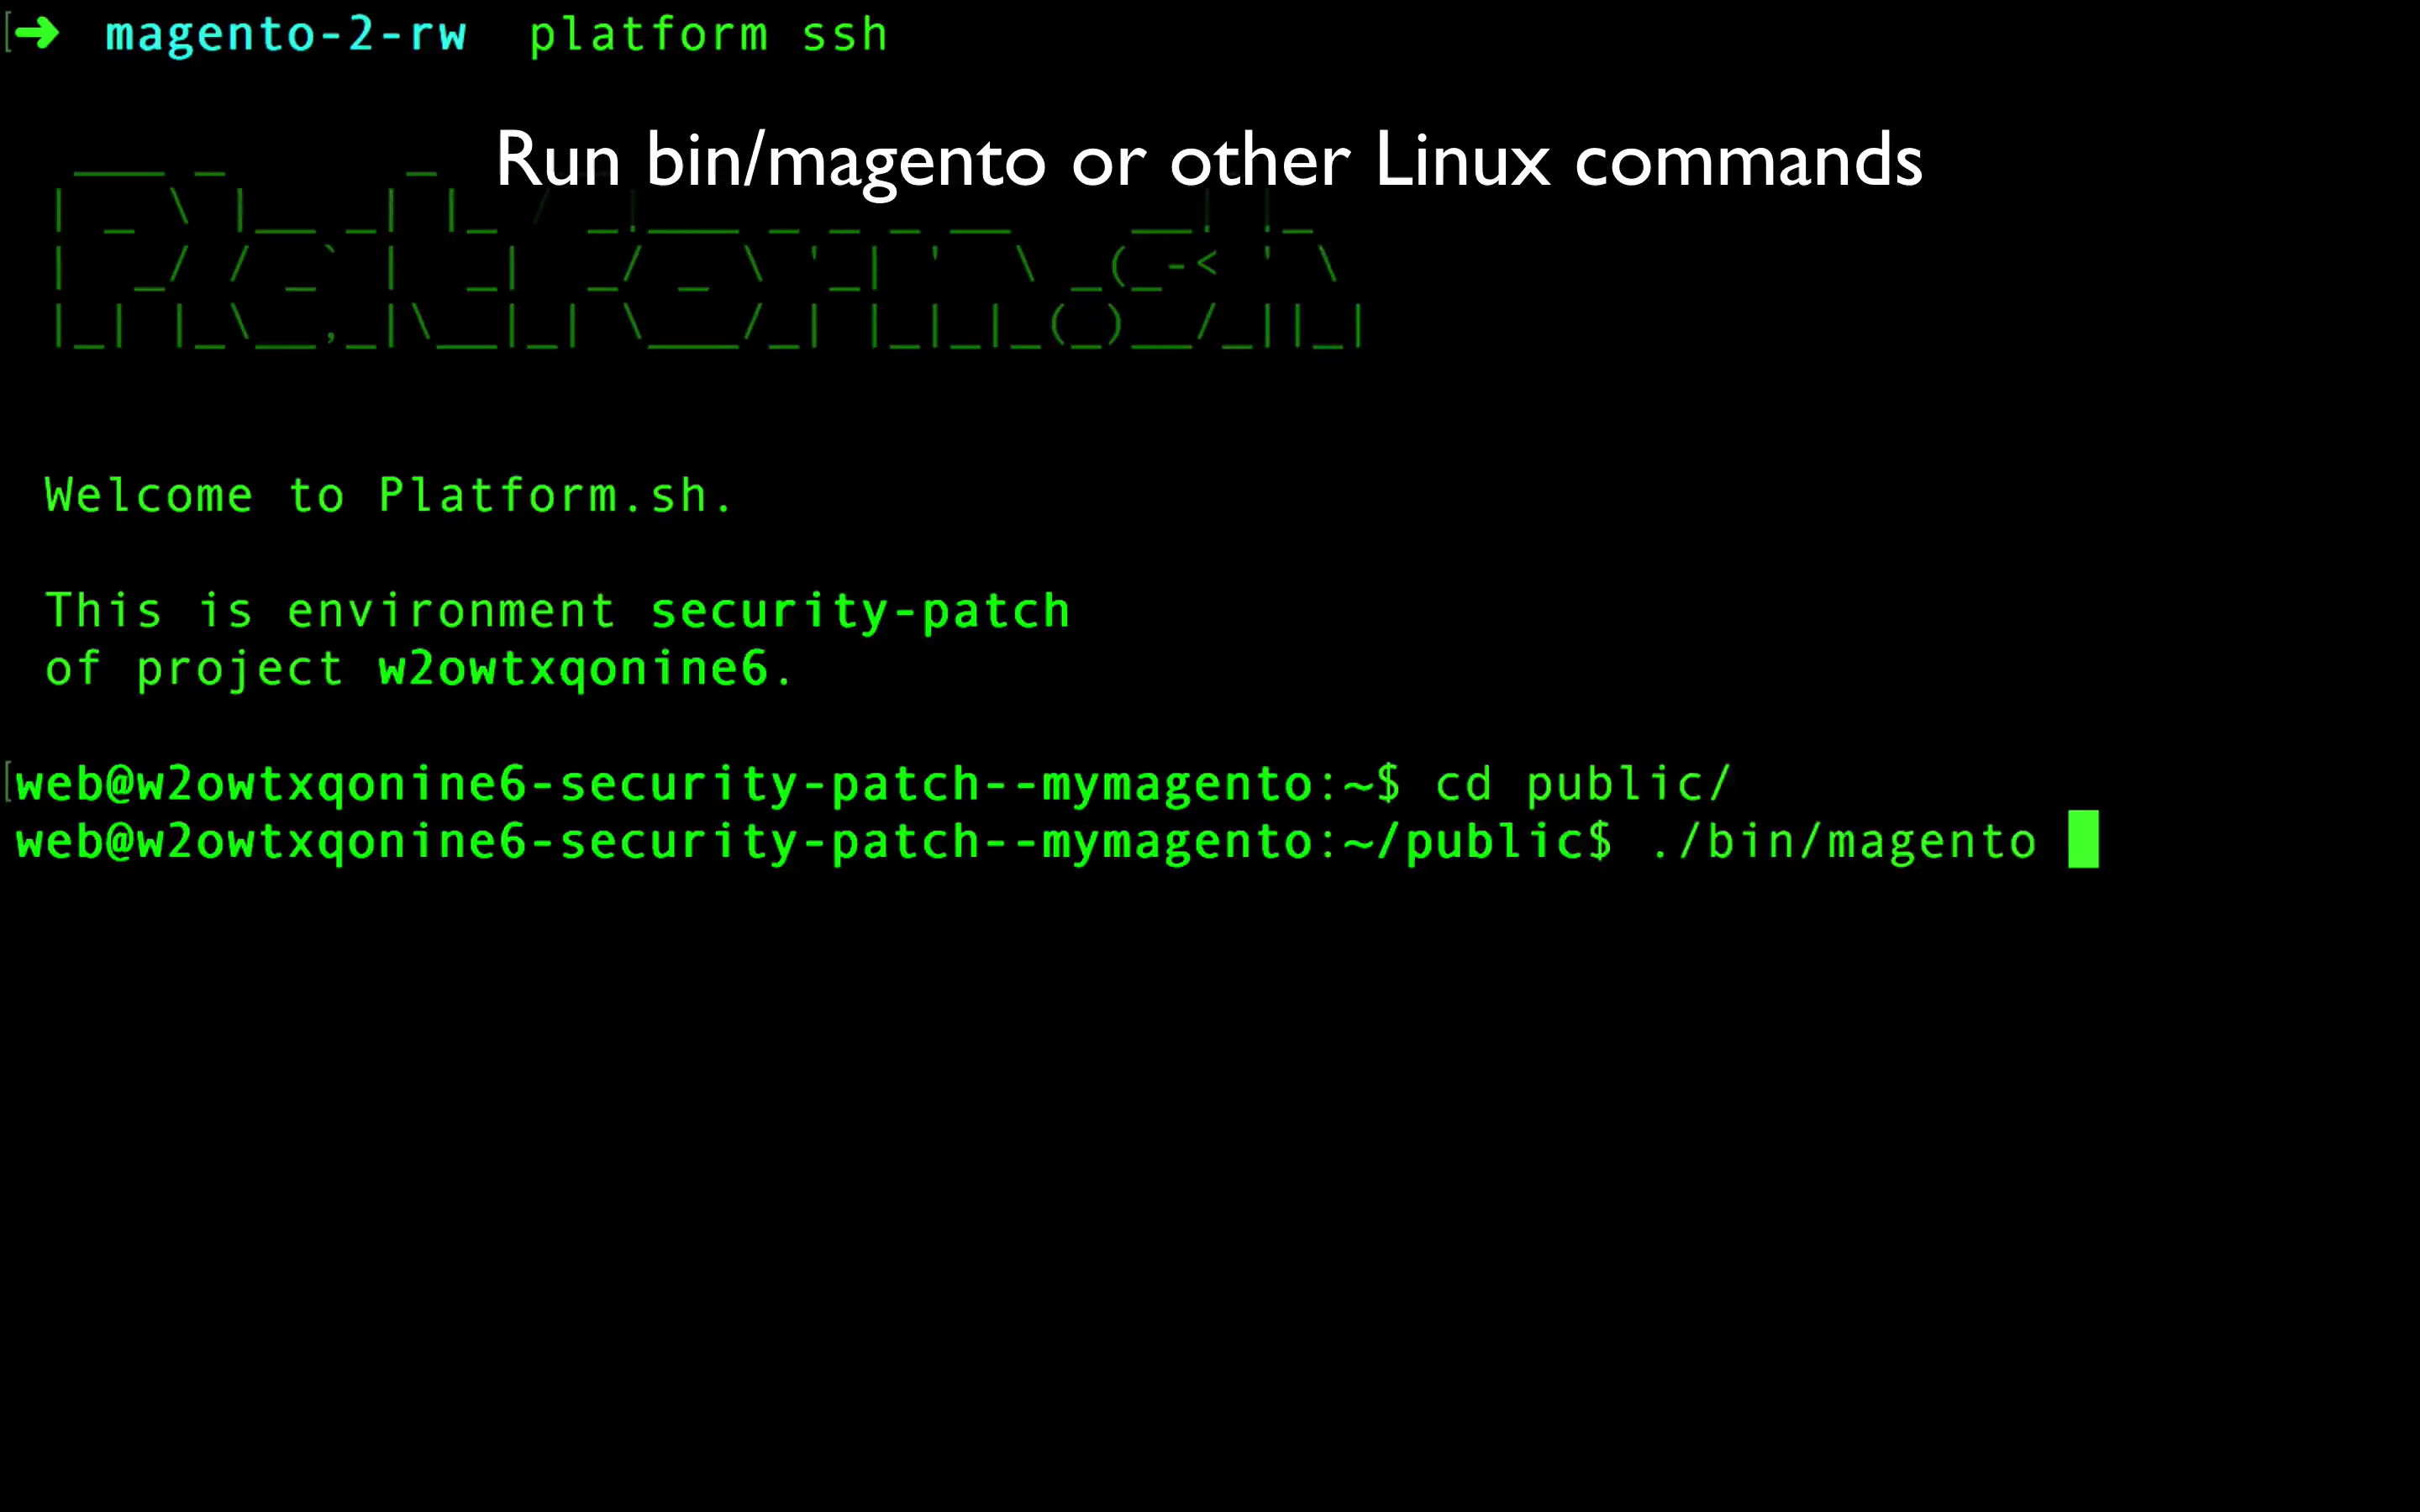 ➜ magento-2-rw platform ssh
Run bin/magento or other Linux commands
Platform.sh
Welcome to Platform.sh.
This is environment security-patch
of project w2owtxqonine6.
web@w2owtxqonine6-security-patch--mymagento:~$ cd public/
web@w2owtxqonine6-security-patch--mymagento:~/public$ ./bin/magento